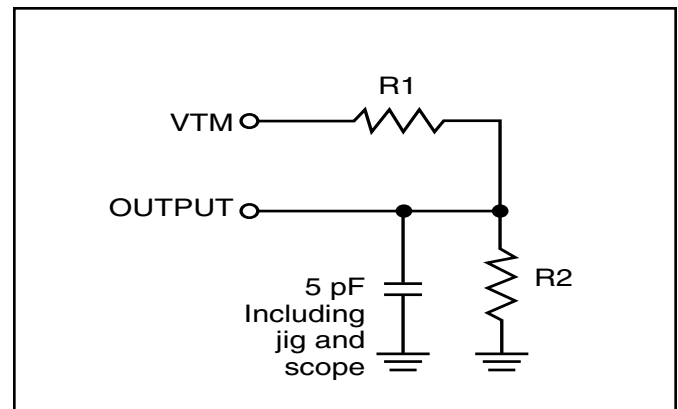 R1
VTM
OUTPUT
R2
5 pF
Including
jig and
scope